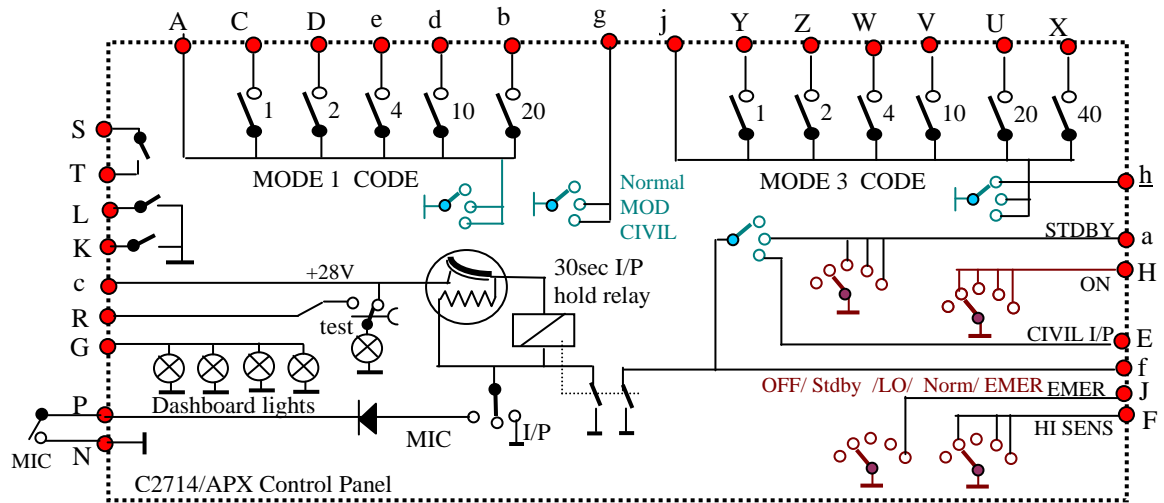 A C D e d b g j Y Z W V U X
1 2 4 10 20 1 2 4 10 20 40
S
T
L
K
c
R
G
P
N
MODE 1 CODE
MODE 3 CODE
Normal
MOD
CIVIL
h
STDBY a
H
ON
CIVIL I/P
E
f
J
F
+28V
30sec I/P
hold relay
test
Dashboard lights
MIC
MIC
I/P
OFF/ Stdby /LO/ Norm/ EMER
EMER
HI SENS
C2714/APX Control Panel